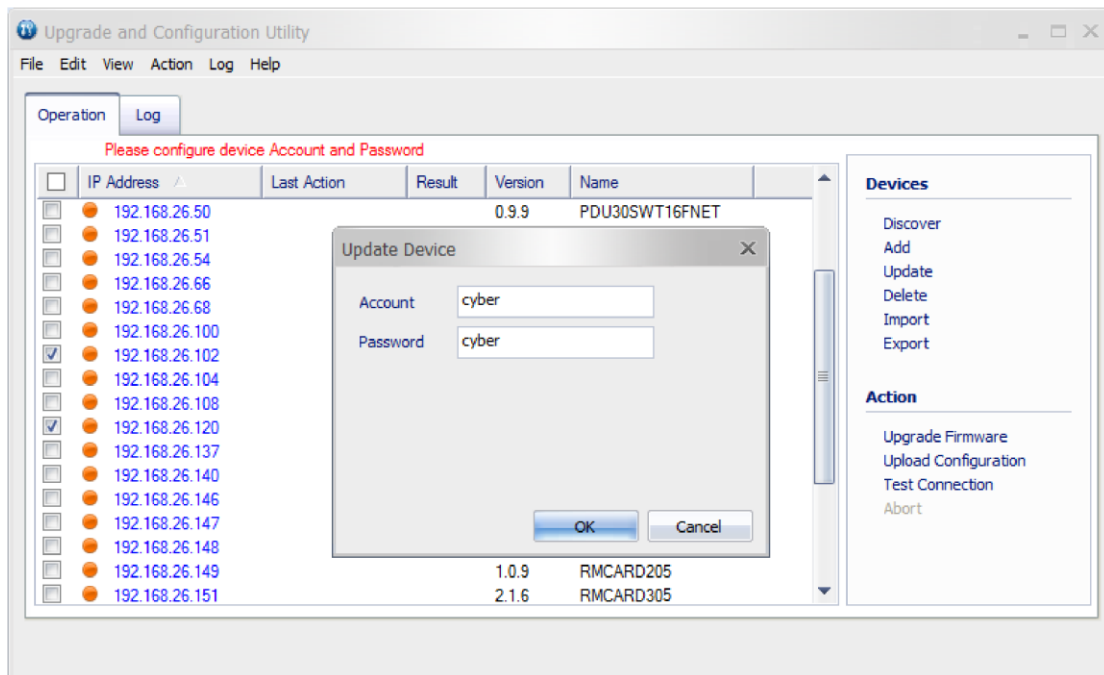 Upgrade and Configuration Utility
File Edit View Action Log Help
Operation Log
Please configure device Account and Password
IP Address Last Action Result Version Name
192.168.26.50 0.9.9 PDU30SWT16FNET
192.168.26.51
192.168.26.54
192.168.26.66
192.168.26.68
192.168.26.100
192.168.26.102
192.168.26.104
192.168.26.108
192.168.26.120
192.168.26.137
192.168.26.140
192.168.26.146
192.168.26.147
192.168.26.148
192.168.26.149 1.0.9 RMCARD205
192.168.26.151 2.1.6 RMCARD305
Update Device
Account cyber
Password cyber
OK Cancel
Devices
Discover
Add
Update
Delete
Import
Export
Action
Upgrade Firmware
Upload Configuration
Test Connection
Abort